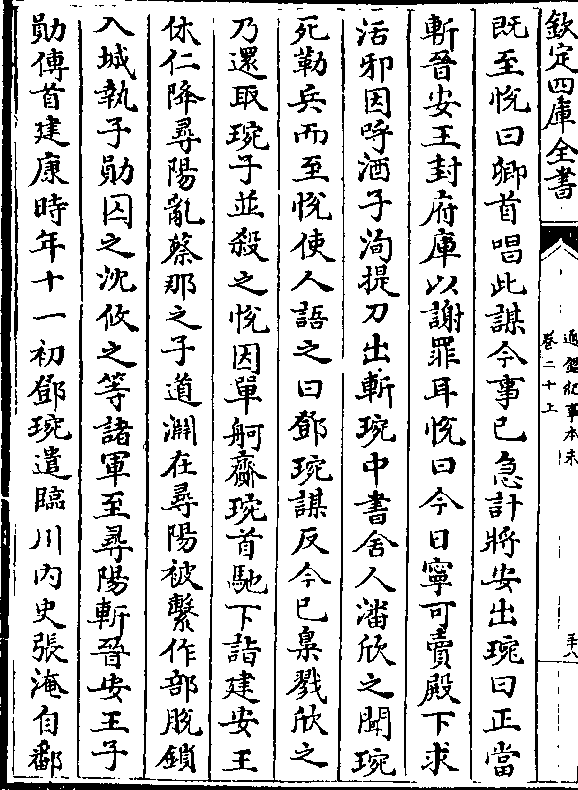 欽定四庫全書
通鑑紀事本末
卷二十上
既至悅曰卿首唱此謀今事已急計將安出琬曰正當
斬晉安王封府庫以謝罪耳悅曰今日寧可賣殿下求
活邪因呼酒子洵提刀出斬琬中書舍人潘欣之聞琬
死勒兵而至悅使人語之曰鄧琬謀反今已梟戮欣之
乃還取琬子並殺之悅因單舸齎琬首馳下詣建安王
休仁降尋陽亂蔡那之子道淵在尋陽被繫作部脫鎖
入城執子勛囚之沈攸之等諸軍至尋陽斬晉安王子
勛傳首建康時年十一初鄧琬遣臨川內史張淹自鄱